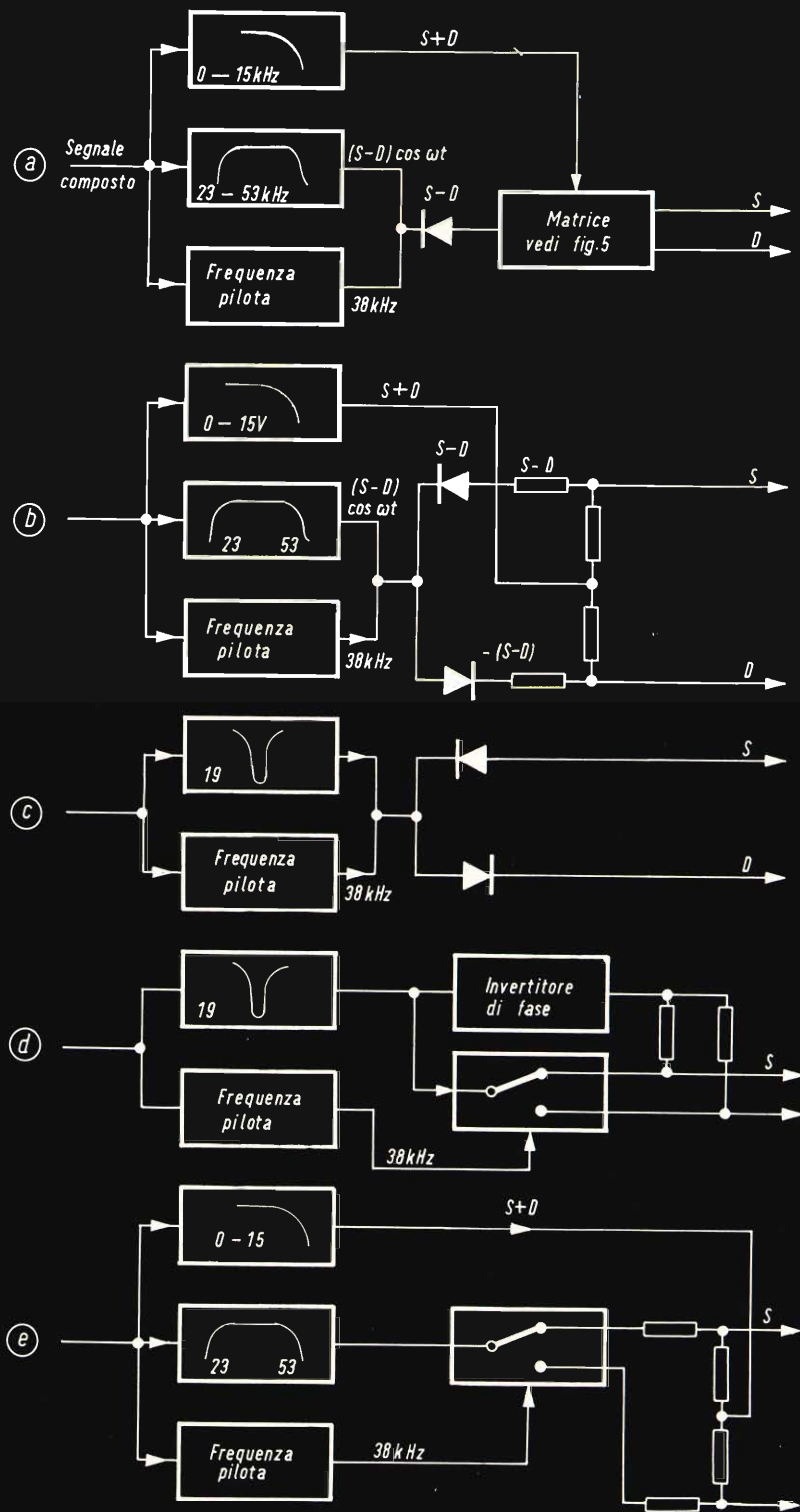 S+D
0 — 15kHz
a
Segnale
composto
(S-D) cos ωt
23 – 53kHz
S-D
Matrice
vedi fig.5
S
D
Frequenza
pilota
38kHz
S+D
0 – 15V
b
(S-D)
cos ωt
23 53
S-D
S-D
S
Frequenza
pilota
38kHz
-(S-D)
D
19
S
c
Frequenza
pilota
38kHz
D
19
Invertitore
di fase
d
S
Frequenza
pilota
38kHz
S+D
0 – 15
e
23 53
S
Frequenza
pilota
38kHz